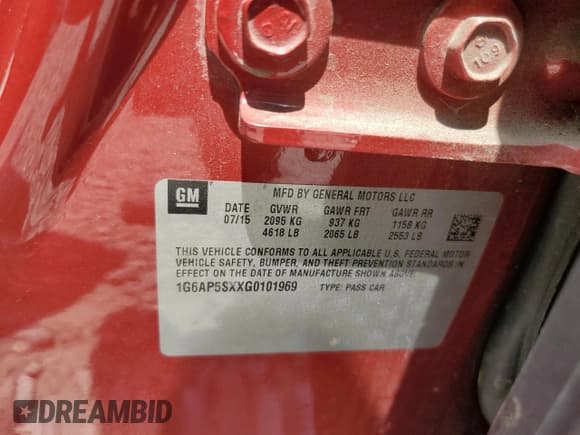 GM
MFD BY GENERAL MOTORS LLC
DATE GVWR GAWR FRT GAWR RR
07/15 2095 KG 937 KG 1158 KG
4618 LB 2065 LB 2553 LB
THIS VEHICLE CONFORMS TO ALL APPLICABLE U.S. FEDERAL MOTOR
VEHICLE SAFETY, BUMPER, AND THEFT PREVENTION STANDARDS IN
EFFECT ON THE DATE OF MANUFACTURE SHOWN ABOVE.
1G6AP5SXXG0101969 TYPE: PASS CAR
DREAMBID